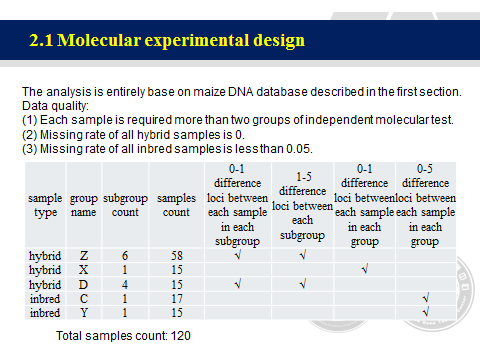 2.1 Molecular experimental design
The analysis is entirely base on maize DNA database described in the first section.
Data quality:
(1) Each sample is required more than two groups of independent molecular test.
(2) Missing rate of all hybrid samples is 0.
(3) Missing rate of all inbred samples is less than 0.05.
sample type group name subgroup count samples count 0-1 difference loci between each sample in each subgroup 1-5 difference loci between each subgroup 0-1 difference loci between each sample in each group 0-5 difference loci between each sample in each group
hybrid Z 6 58 √ √
hybrid X 1 15 √
hybrid D 4 15 √ √
inbred C 1 17 √
inbred Y 1 15 √
Total samples count: 120